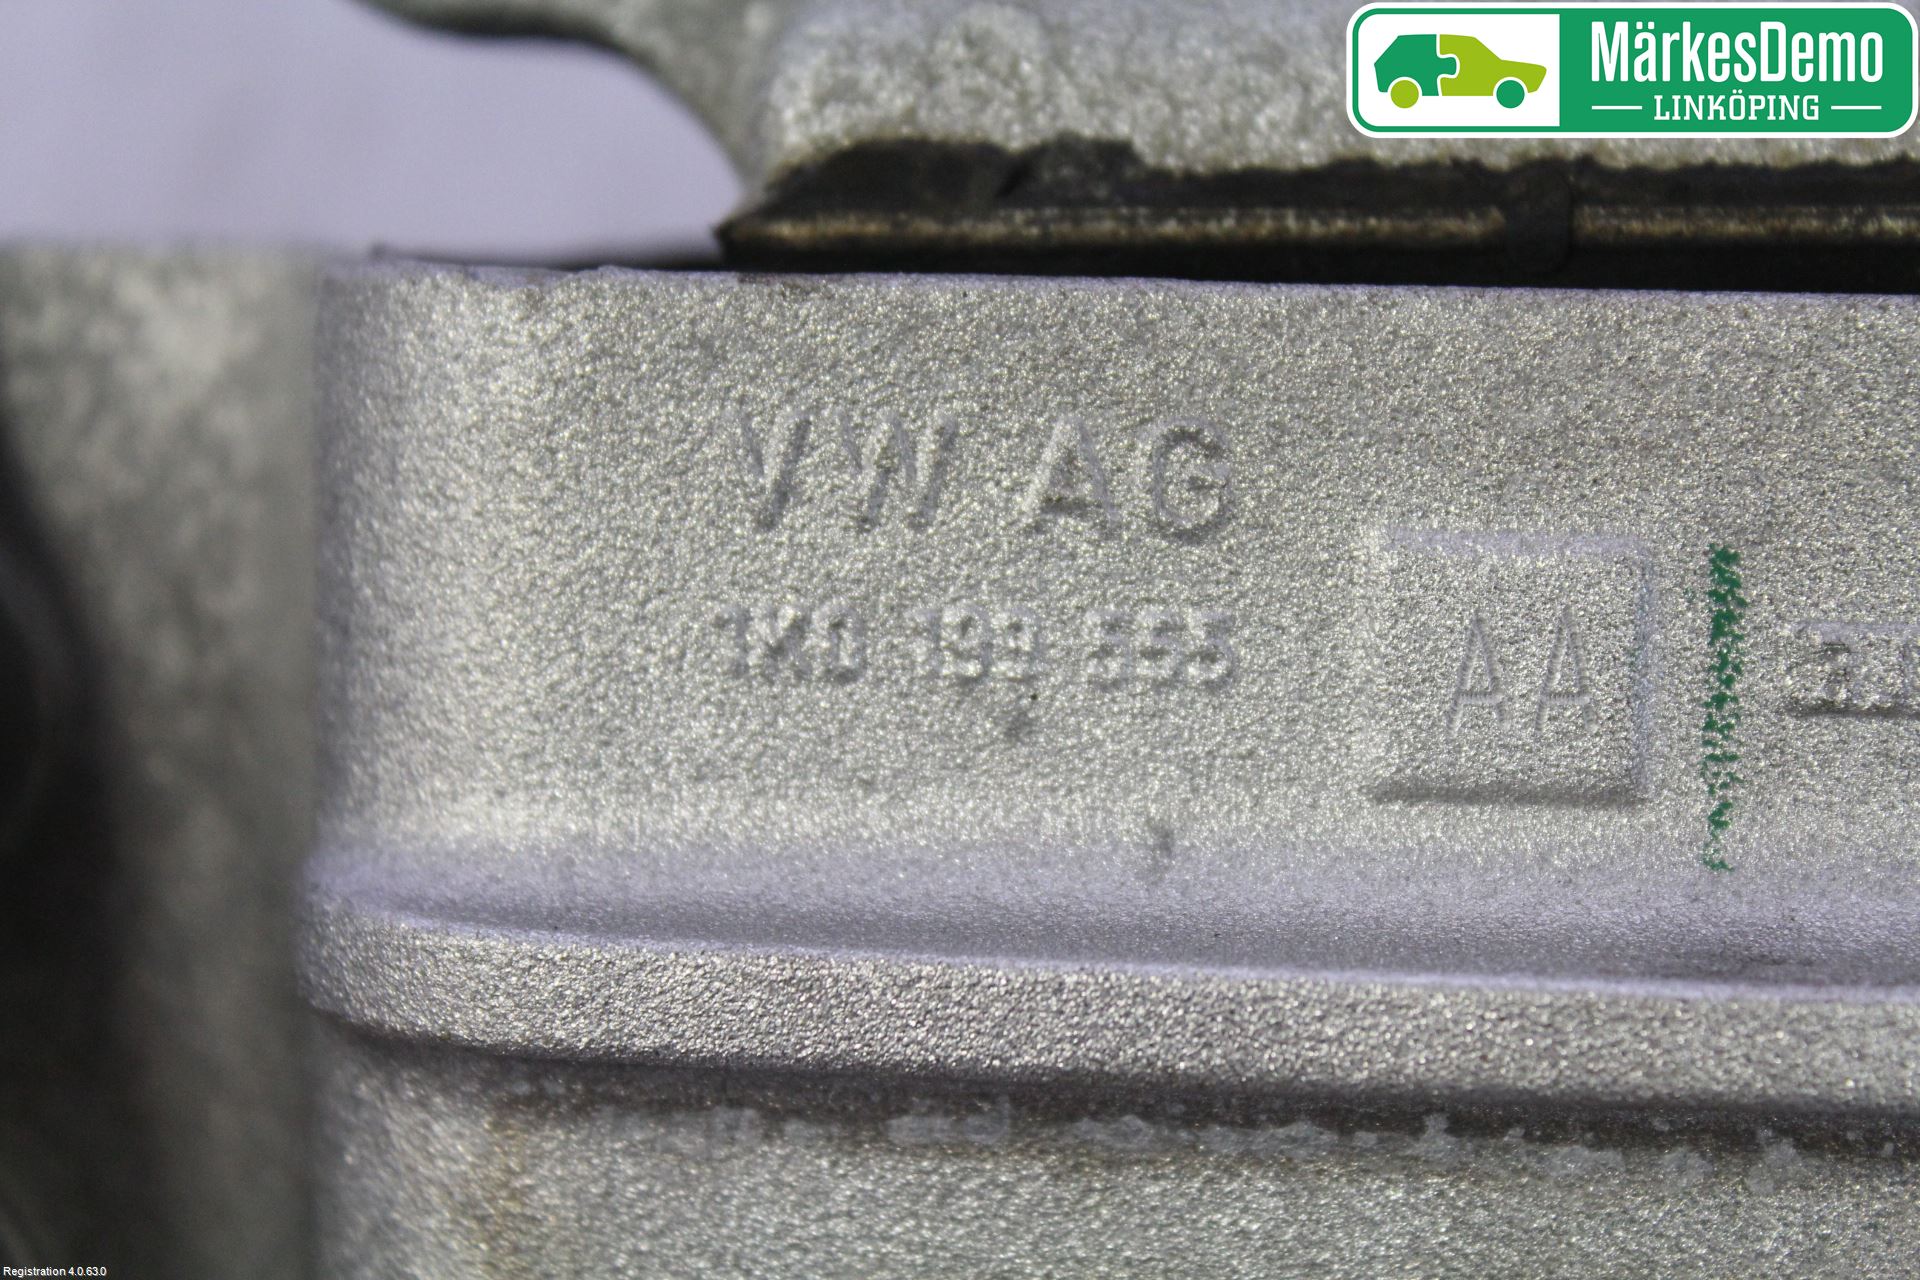 MärkesDemo
LINKÖPING
VW AG
1K0 199 555
AA
Registration 4.0.63.0